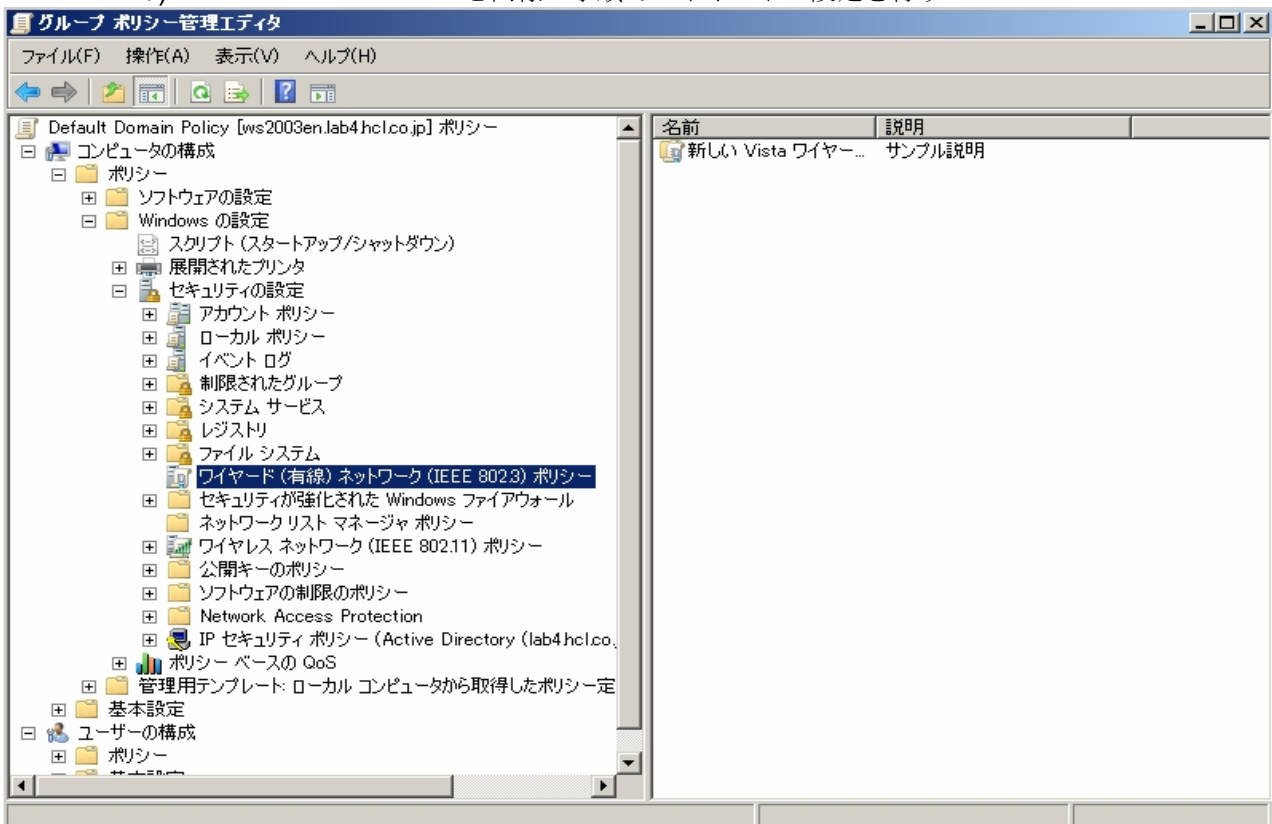 グループ ポリシー管理エディタ
ファイル(F) 操作(A) 表示(V) ヘルプ(H)
Default Domain Policy [ws2003en.lab4.hcl.co.jp] ポリシー
コンピュータの構成
ポリシー
ソフトウェアの設定
Windows の設定
スクリプト (スタートアップ/シャットダウン)
展開されたプリンタ
セキュリティの設定
アカウント ポリシー
ローカル ポリシー
イベント ログ
制限されたグループ
システム サービス
レジストリ
ファイル システム
ワイヤード (有線) ネットワーク (IEEE 802.3) ポリシー
セキュリティが強化された Windows ファイアウォール
ネットワーク リスト マネージャ ポリシー
ワイヤレス ネットワーク (IEEE 802.11) ポリシー
公開キーのポリシー
ソフトウェアの制限のポリシー
Network Access Protection
IP セキュリティ ポリシー (Active Directory (lab4.hcl.co.
ポリシー ベースの QoS
管理用テンプレート: ローカル コンピュータから取得したポリシー定
基本設定
ユーザーの構成
ポリシー
名前 説明
新しい Vista ワイヤー... サンプル説明